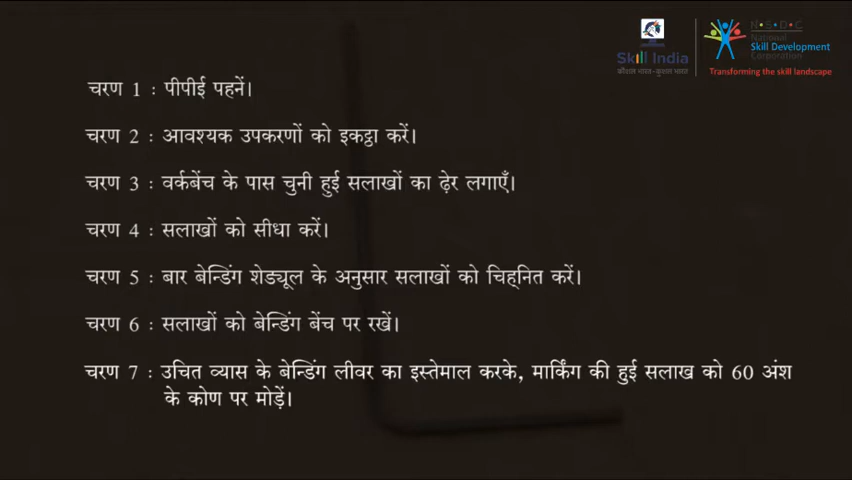 N·S·D·C
National
Skill India
Skill Development
कौशल भारत-कुशल भारत
Corporation
Transforming the skill landscape
चरण 1 : पीपीई पहनें।
चरण 2 : आवश्यक उपकरणों को इकट्ठा करें।
चरण 3 : वर्कबेंच के पास चुनी हुई सलाखों का ढ़ेर लगाएँ।
चरण 4 : सलाखों को सीधा करें।
चरण 5 : बार बेन्डिंग शेड्यूल के अनुसार सलाखों को चिह्नित करें।
चरण 6 : सलाखों को बेन्डिंग बेंच पर रखें।
चरण 7 : उचित व्यास के बेन्डिंग लीवर का इस्तेमाल करके, मार्किंग की हुई सलाख को 60 अंश
के कोण पर मोड़ें।